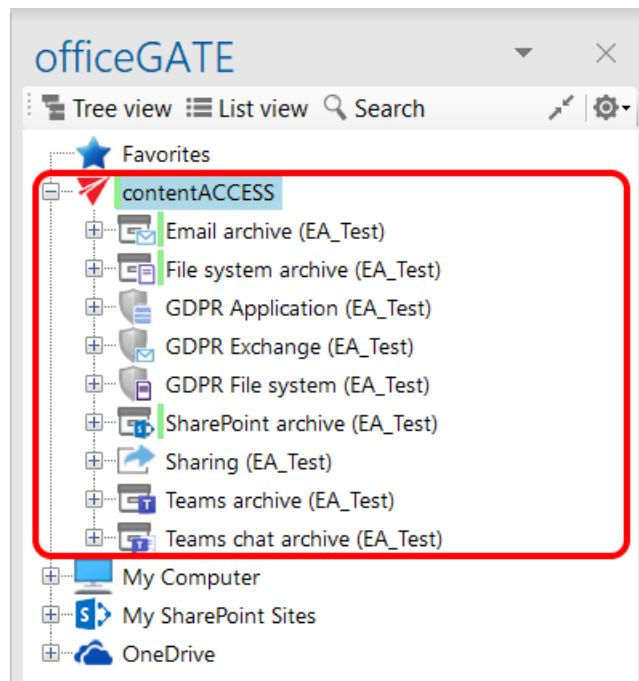 officeGATE
Tree view List view Search
Favorites
contentACCESS
Email archive (EA_Test)
File system archive (EA_Test)
GDPR Application (EA_Test)
GDPR Exchange (EA_Test)
GDPR File system (EA_Test)
SharePoint archive (EA_Test)
Sharing (EA_Test)
Teams archive (EA_Test)
Teams chat archive (EA_Test)
My Computer
My SharePoint Sites
OneDrive